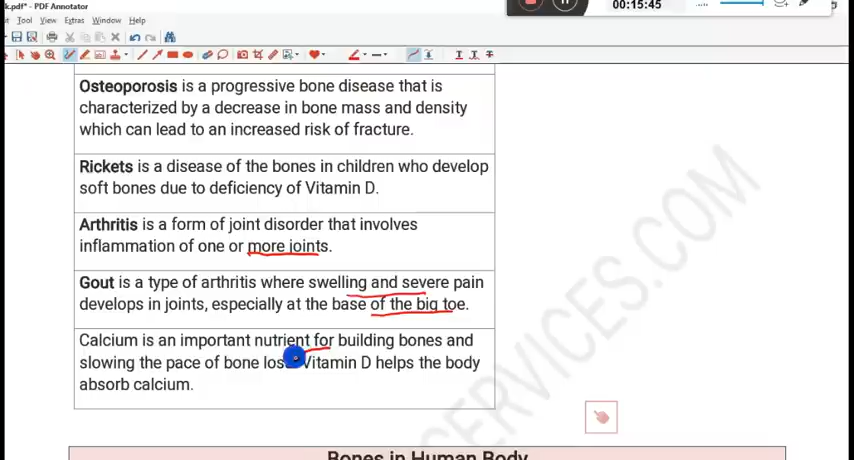 k.pdf* - PDF Annotator
00:15:45
Tool View Extras Window Help
Osteoporosis is a progressive bone disease that is
characterized by a decrease in bone mass and density
which can lead to an increased risk of fracture.
Rickets is a disease of the bones in children who develop
soft bones due to deficiency of Vitamin D.
Arthritis is a form of joint disorder that involves
inflammation of one or more joints.
Gout is a type of arthritis where swelling and severe pain
develops in joints, especially at the base of the big toe.
Calcium is an important nutrient for building bones and
slowing the pace of bone Vitamin D helps the body
absorb calcium.
Bones in Human Body
SERVICES.COM